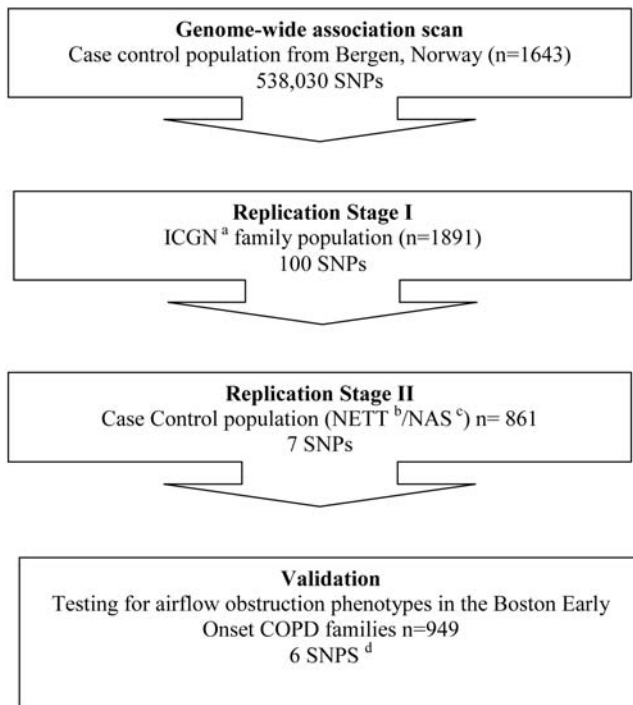 Genome-wide association scan
Case control population from Bergen, Norway (n=1643)
538,030 SNPs
Replication Stage I
ICGN a family population (n=1891)
100 SNPs
Replication Stage II
Case Control population (NETT b/NAS c) n= 861
7 SNPs
Validation
Testing for airflow obstruction phenotypes in the Boston Early
Onset COPD families n=949
6 SNPS d